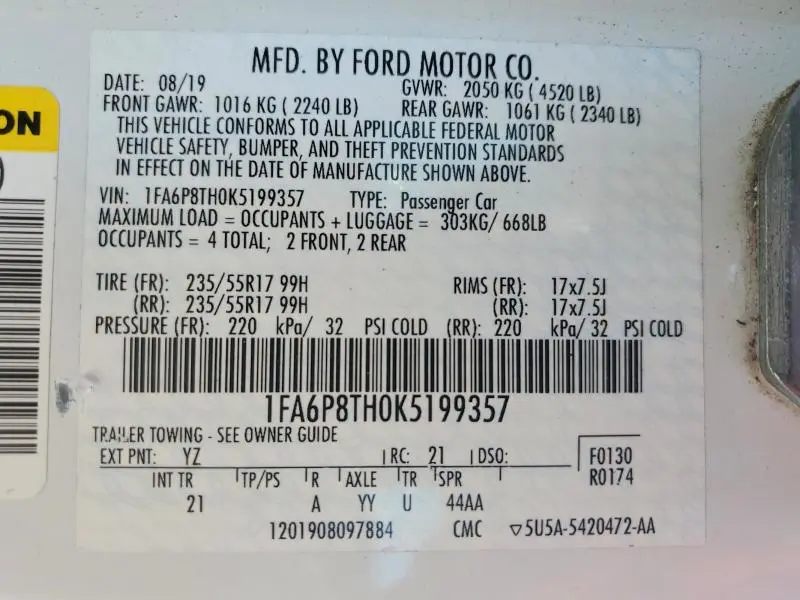 MFD. BY FORD MOTOR CO.
DATE: 08/19 GVWR: 2050 KG ( 4520 LB)
FRONT GAWR: 1016 KG ( 2240 LB) REAR GAWR: 1061 KG ( 2340 LB)
THIS VEHICLE CONFORMS TO ALL APPLICABLE FEDERAL MOTOR
VEHICLE SAFETY, BUMPER, AND THEFT PREVENTION STANDARDS
IN EFFECT ON THE DATE OF MANUFACTURE SHOWN ABOVE.
VIN: 1FA6P8TH0K5199357 TYPE: Passenger Car
MAXIMUM LOAD = OCCUPANTS + LUGGAGE = 303KG/ 668LB
OCCUPANTS = 4 TOTAL; 2 FRONT, 2 REAR
TIRE (FR): 235/55R17 99H RIMS (FR): 17x7.5J
(RR): 235/55R17 99H (RR): 17x7.5J
PRESSURE (FR): 220 kPa/ 32 PSI COLD (RR): 220 kPa/ 32 PSI COLD
1FA6P8TH0K5199357
TRAILER TOWING - SEE OWNER GUIDE
EXT PNT: YZ RC: 21 DSO: F0130
R0174
INT TR TP/PS R AXLE TR SPR
21 A YY U 44AA
1201908097884 CMC ▽5U5A-5420472-AA
ON